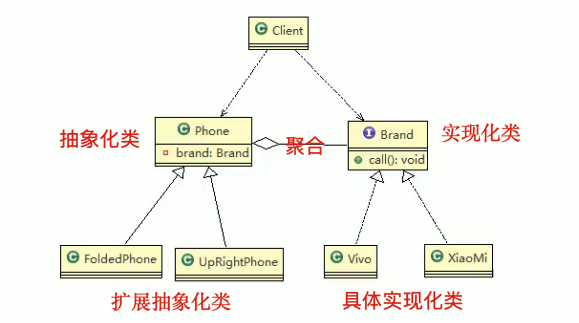 Client
抽象化类
Phone
brand: Brand
聚合
Brand
call(): void
实现化类
FoldedPhone
UpRightPhone
Vivo
XiaoMi
扩展抽象化类
具体实现化类